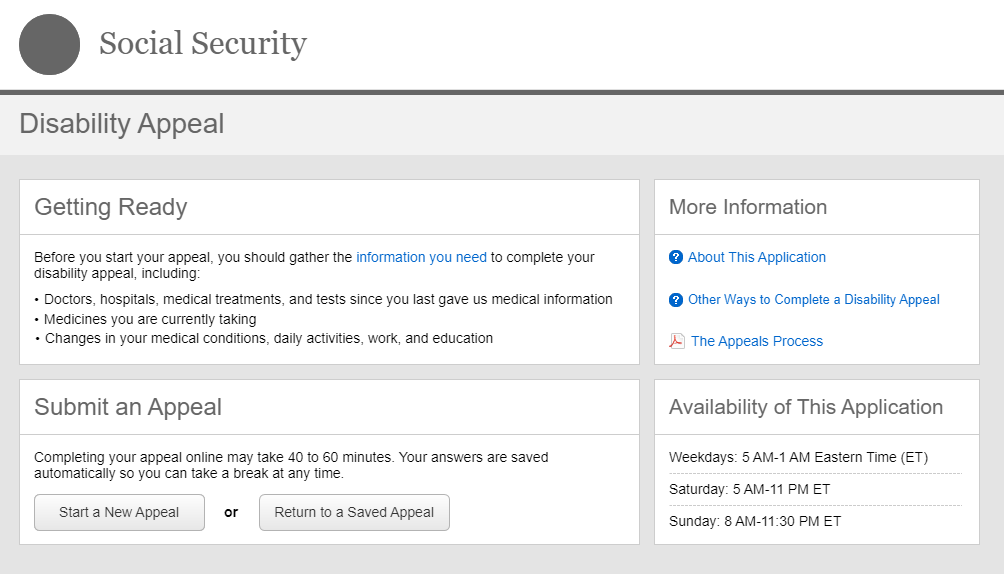 Social Security
Disability Appeal
Getting Ready
Before you start your appeal, you should gather the information you need to complete your
disability appeal, including:
• Doctors, hospitals, medical treatments, and tests since you last gave us medical information
• Medicines you are currently taking
• Changes in your medical conditions, daily activities, work, and education
More Information
? About This Application
? Other Ways to Complete a Disability Appeal
The Appeals Process
Submit an Appeal
Completing your appeal online may take 40 to 60 minutes. Your answers are saved
automatically so you can take a break at any time.
Start a New Appeal or Return to a Saved Appeal
Availability of This Application
Weekdays: 5 AM-1 AM Eastern Time (ET)
Saturday: 5 AM-11 PM ET
Sunday: 8 AM-11:30 PM ET